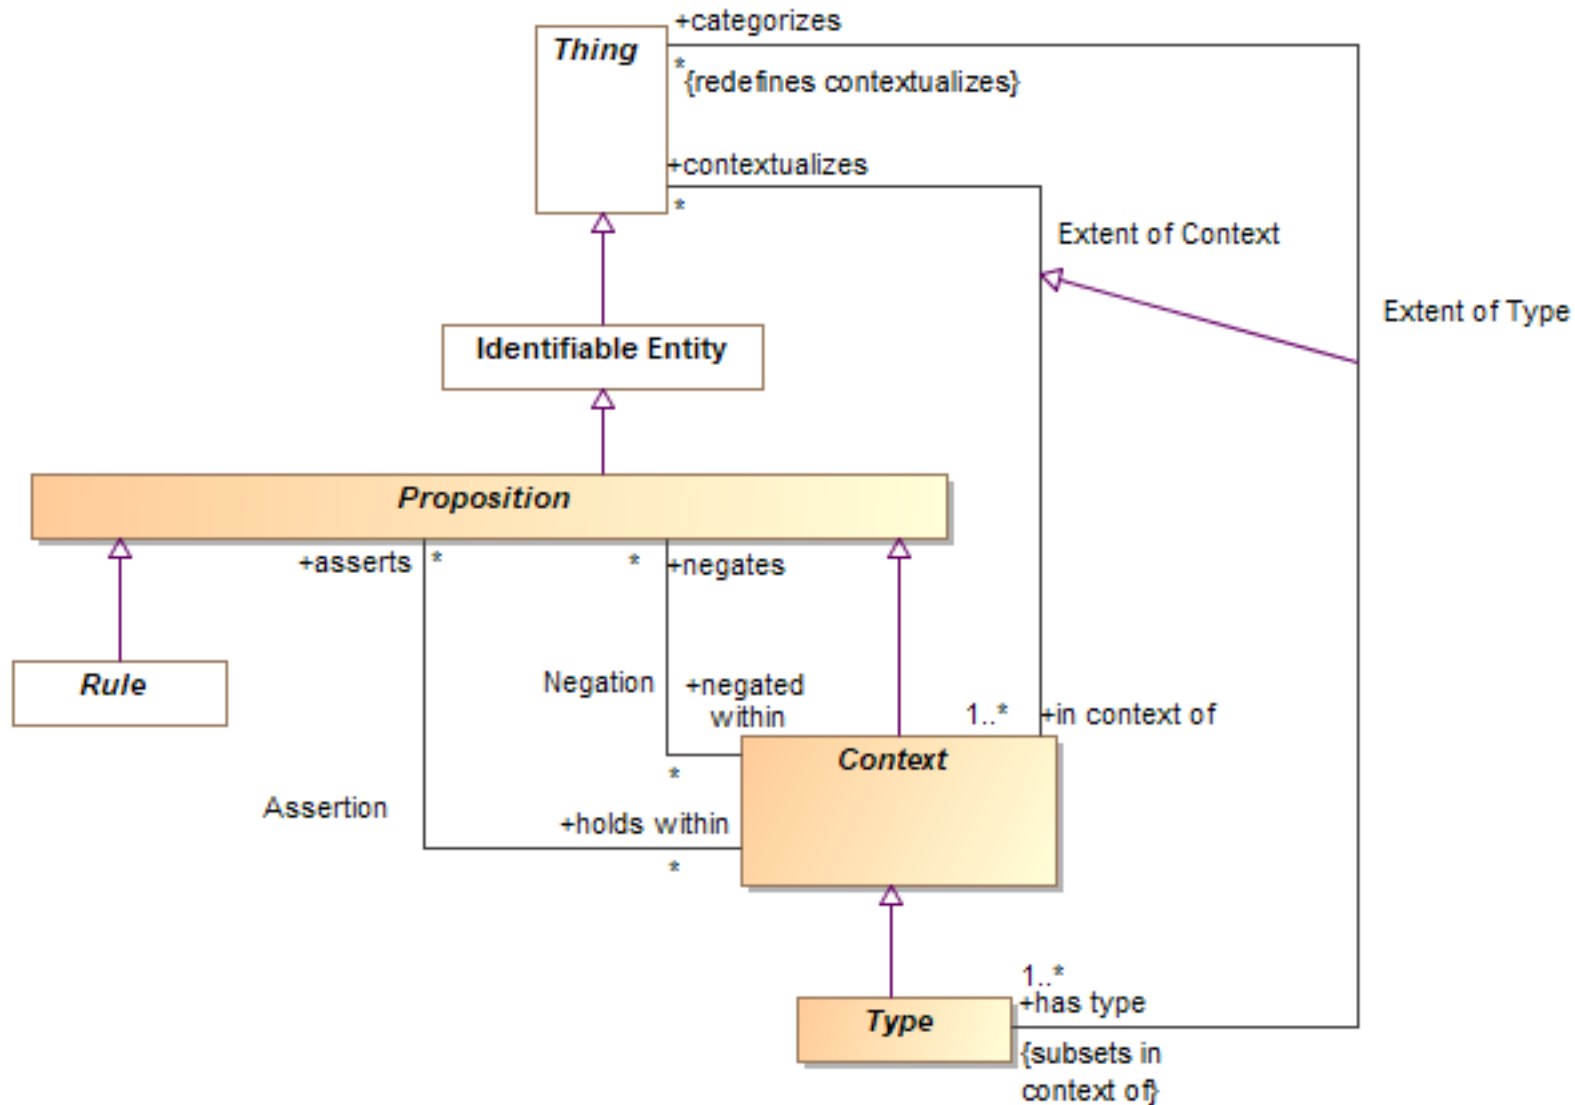 +categorizes
Thing
*
{redefines contextualizes}
+contextualizes
*
Extent of Context
Extent of Type
Identifiable Entity
Proposition
+asserts
*
*
+negates
Rule
Negation
+negated
within
1..*
+in context of
*
Context
Assertion
+holds within
*
1..*
+has type
Type
{subsets in
context of}